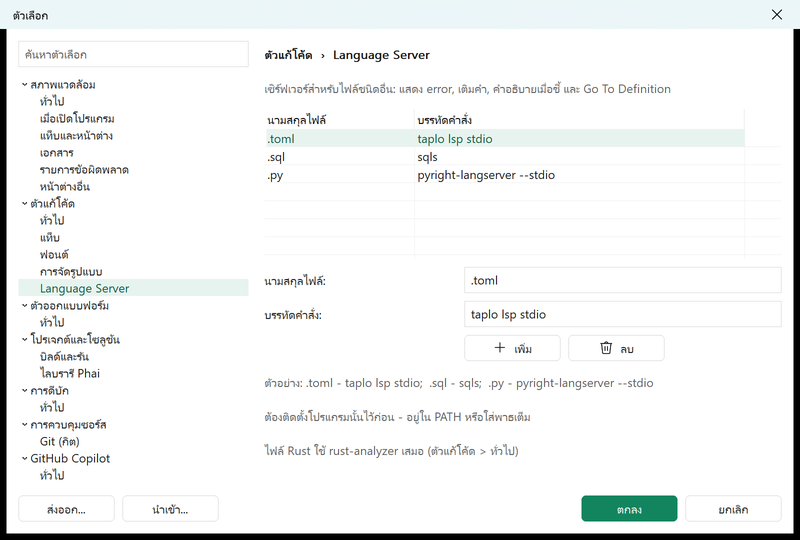 ตัวเลือก
ค้นหาตัวเลือก
สภาพแวดล้อม
ทั่วไป
เมื่อเปิดโปรแกรม
แท็บและหน้าต่าง
เอกสาร
รายการข้อผิดพลาด
หน้าต่างอื่น
ตัวแก้โค้ด
ทั่วไป
แท็บ
ฟอนต์
การจัดรูปแบบ
Language Server
ตัวออกแบบฟอร์ม
ทั่วไป
โปรเจกต์และโซลูชัน
บิลด์และรัน
ไลบรารี Phai
การดีบัก
ทั่วไป
การควบคุมซอร์ส
Git (กิต)
GitHub Copilot
ทั่วไป
ส่งออก...
นำเข้า...
ตัวแก้โค้ด › Language Server
เซิร์ฟเวอร์สำหรับไฟล์ชนิดอื่น: แสดง error, เติมคำ, คำอธิบายเมื่อชี้ และ Go To Definition
นามสกุลไฟล์ บรรทัดคำสั่ง
.toml taplo lsp stdio
.sql sqls
.py pyright-langserver --stdio
นามสกุลไฟล์: .toml
บรรทัดคำสั่ง: taplo lsp stdio
เพิ่ม ลบ
ตัวอย่าง: .toml - taplo lsp stdio; .sql - sqls; .py - pyright-langserver --stdio
ต้องติดตั้งโปรแกรมนั้นไว้ก่อน - อยู่ใน PATH หรือใส่พาธเต็ม
ไฟล์ Rust ใช้ rust-analyzer เสมอ (ตัวแก้โค้ด > ทั่วไป)
ตกลง ยกเลิก